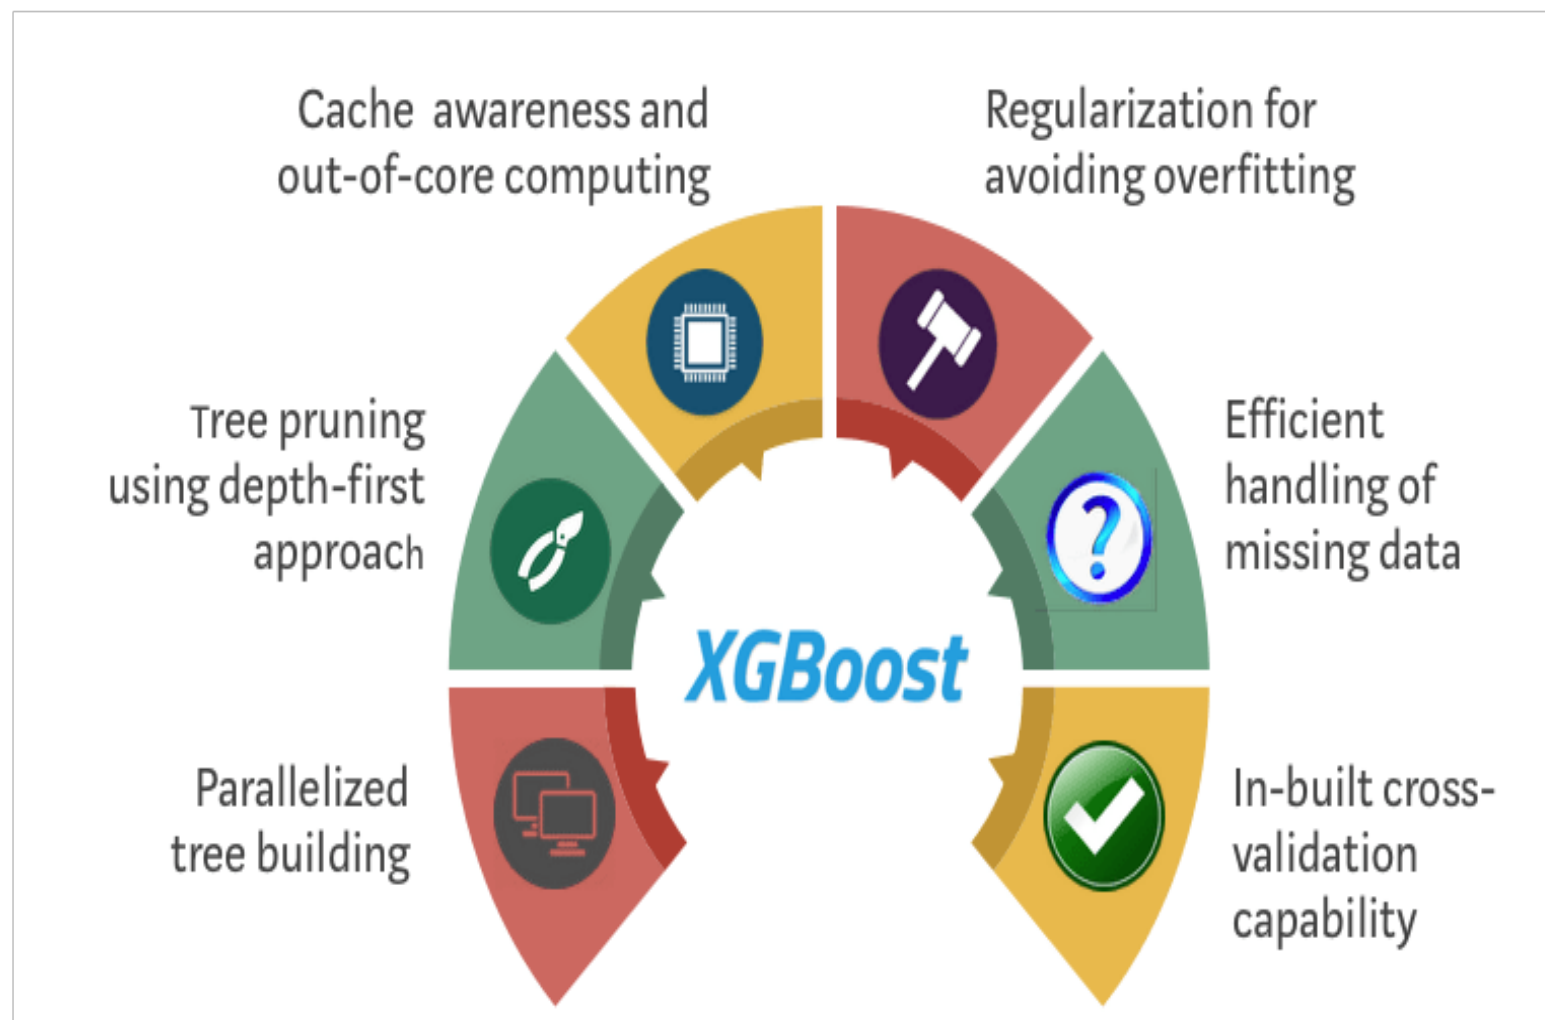 Cache awareness and
out-of-core computing
Regularization for
avoiding overfitting
Tree pruning
using depth-first
approach
Efficient
handling of
missing data
XGBoost
Parallelized
tree building
In-built cross-
validation
capability